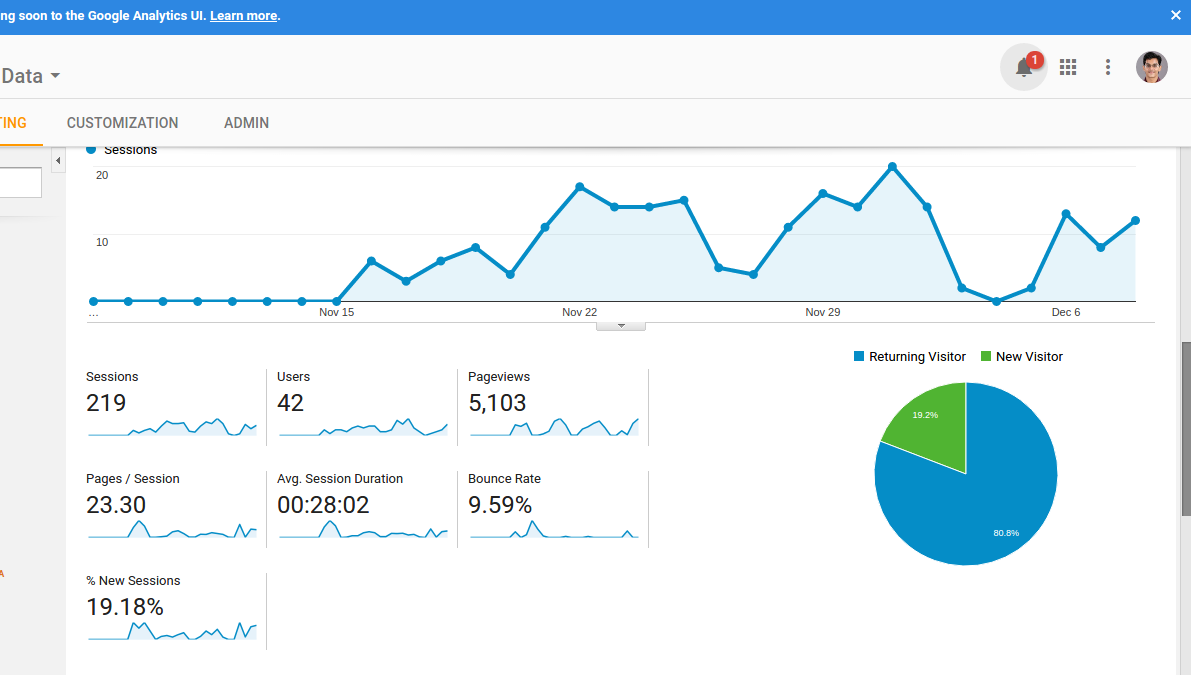 ng soon to the Google Analytics UI. Learn more.
Data
1
TING
CUSTOMIZATION
ADMIN
Sessions
20
10
...
Nov 15
Nov 22
Nov 29
Dec 6
Returning Visitor
New Visitor
Sessions
219
Users
42
Pageviews
5,103
19.2%
80.8%
Pages / Session
23.30
Avg. Session Duration
00:28:02
Bounce Rate
9.59%
% New Sessions
19.18%
A